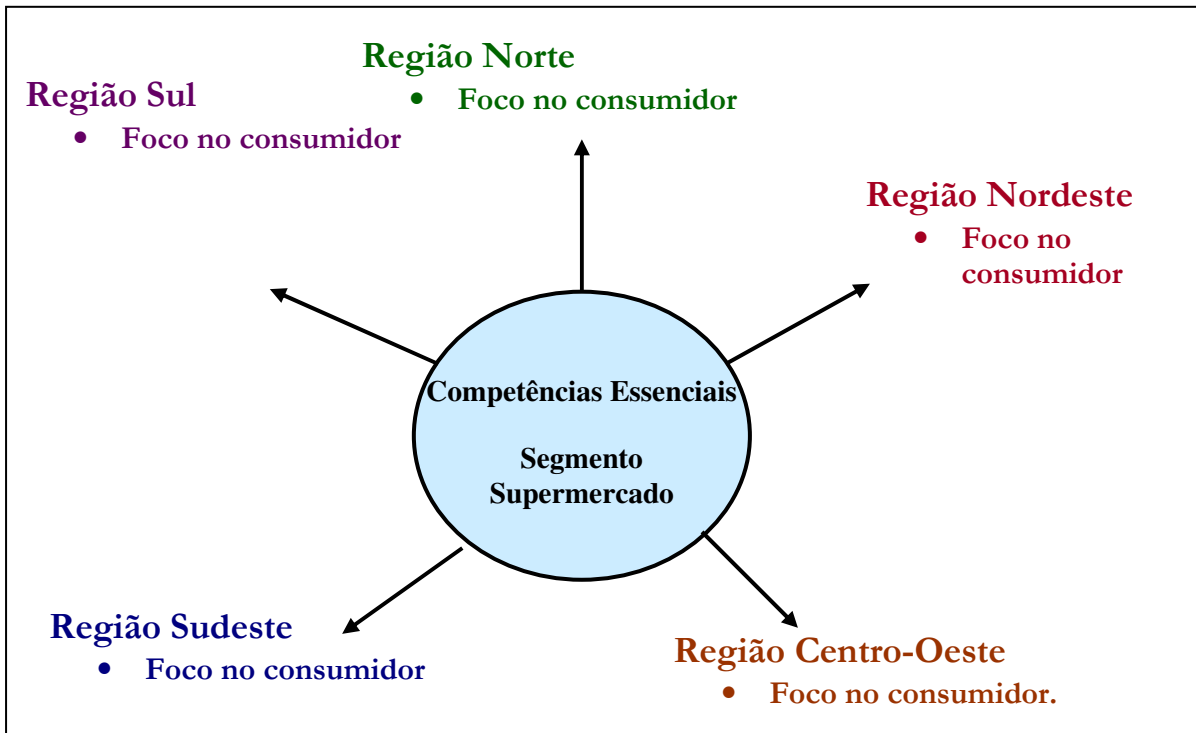 Região Norte
• Foco no consumidor
Região Sul
• Foco no consumidor
Região Nordeste
• Foco no
consumidor
Competências Essenciais
Segmento
Supermercado
Região Sudeste
• Foco no consumidor
Região Centro-Oeste
• Foco no consumidor.